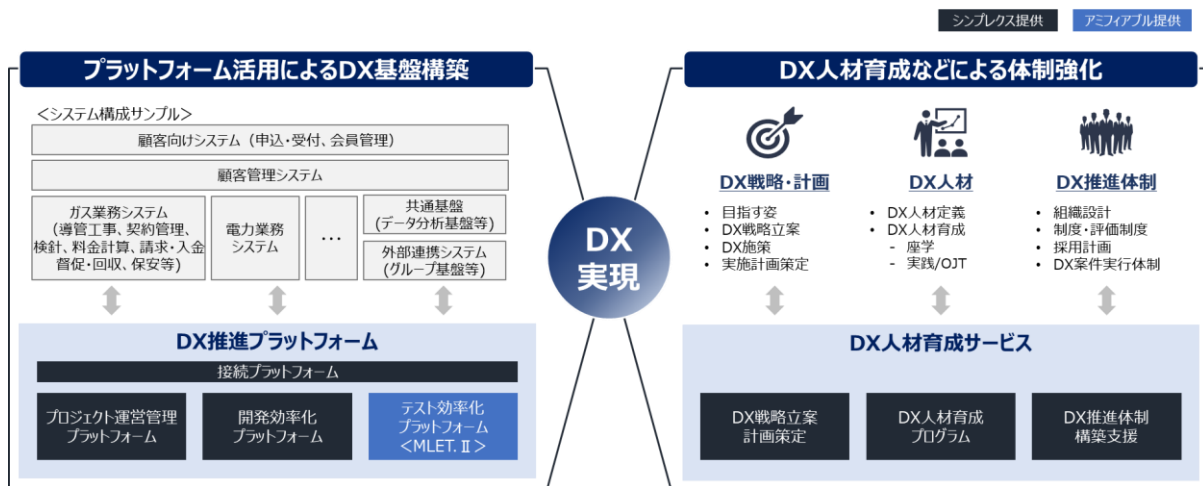 シンプレクス提供
アミフィアブル提供
プラットフォーム活用によるDX基盤構築
＜システム構成サンプル＞
顧客向けシステム（申込・受付、会員管理）
顧客管理システム
ガス業務システム
（導管工事、契約管理、
検針、料金計算、請求・入金
督促・回収、保安等）
電力業務
システム
…
共通基盤
(データ分析基盤等)
外部連携システム
(グループ基盤等)
DX推進プラットフォーム
接続プラットフォーム
プロジェクト運営管理
プラットフォーム
開発効率化
プラットフォーム
テスト効率化
プラットフォーム
＜MLET.Ⅱ＞
DX
実現
DX人材育成などによる体制強化
DX戦略・計画
• 目指す姿
• DX戦略立案
• DX施策
• 実施計画策定
DX人材
• DX人材定義
• DX人材育成
- 座学
- 実践/OJT
DX推進体制
• 組織設計
• 制度・評価制度
• 採用計画
• DX案件実行体制
DX人材育成サービス
DX戦略立案
計画策定
DX人材育成
プログラム
DX推進体制
構築支援